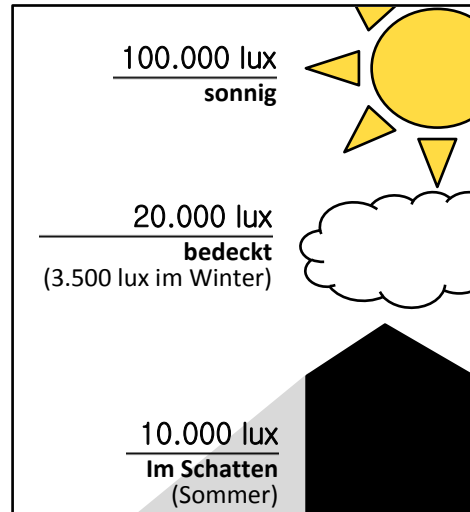 100.000 lux
sonnig
20.000 lux
bedeckt
(3.500 lux im Winter)
10.000 lux
Im Schatten
(Sommer)